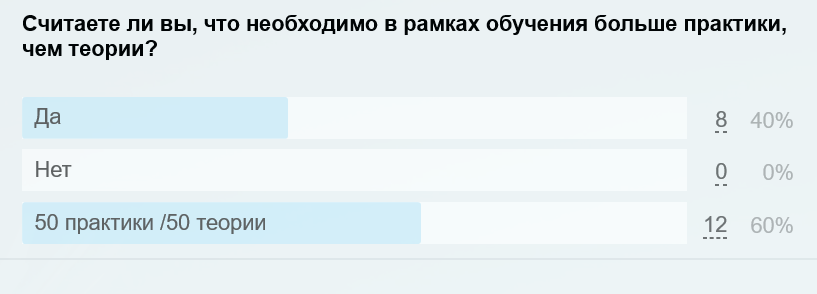 Считаете ли вы, что необходимо в рамках обучения больше практики,
чем теории?
Да 8 40%
Нет 0 0%
50 практики /50 теории 12 60%